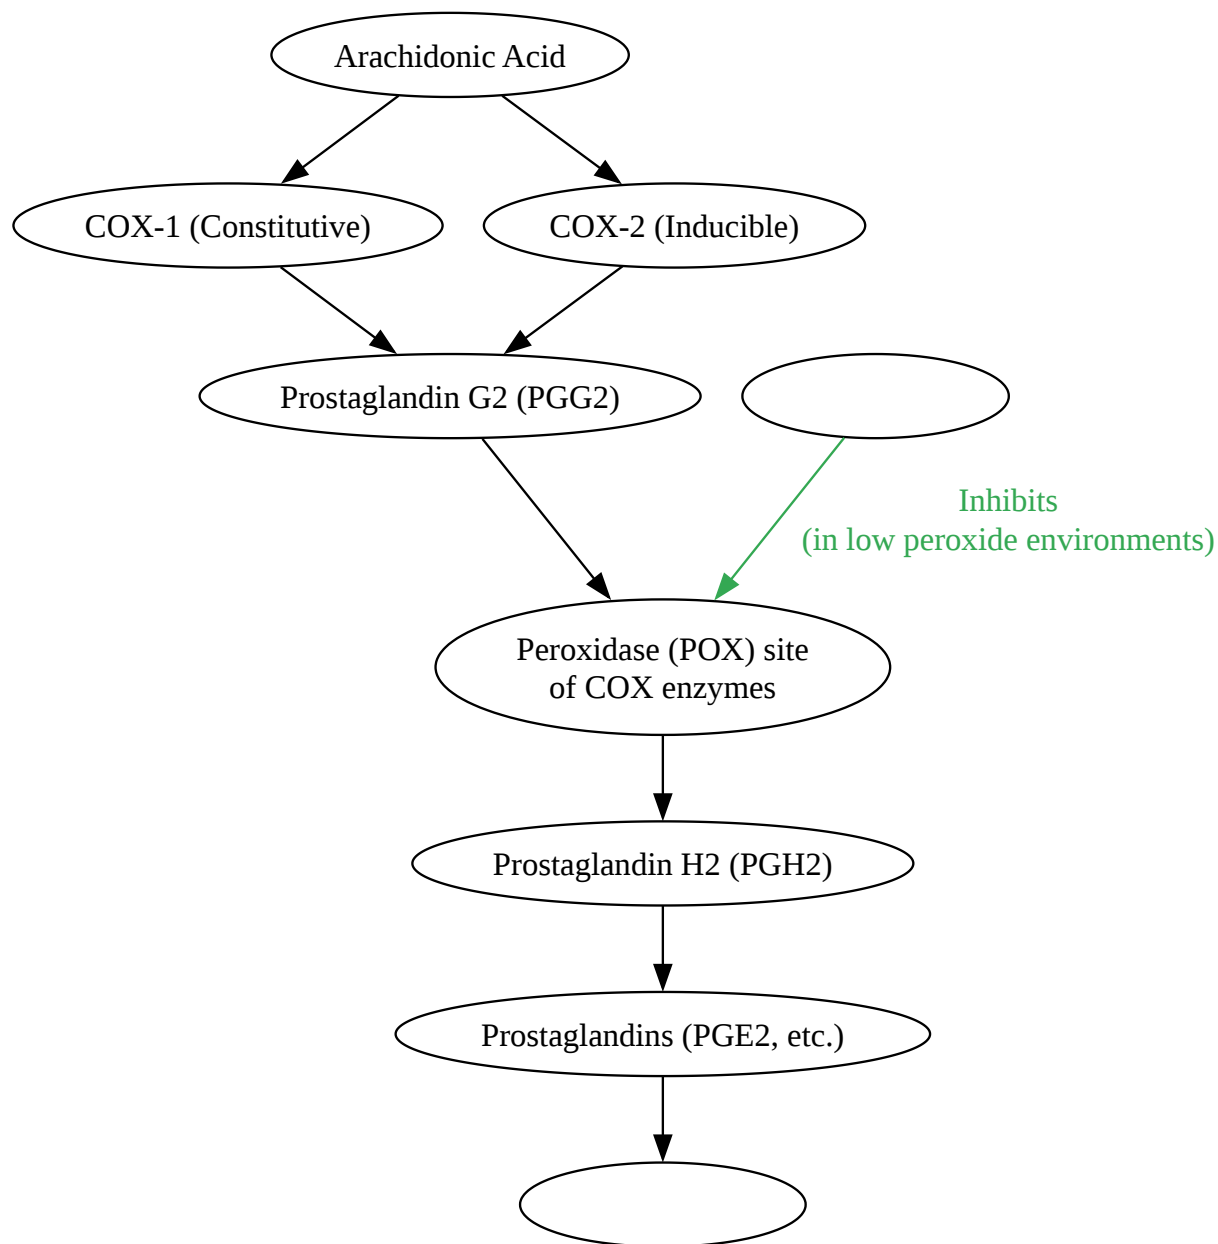 Arachidonic Acid
COX-1 (Constitutive)
COX-2 (Inducible)
Prostaglandin G2 (PGG2)
Inhibits
(in low peroxide environments)
Peroxidase (POX) site
of COX enzymes
Prostaglandin H2 (PGH2)
Prostaglandins (PGE2, etc.)